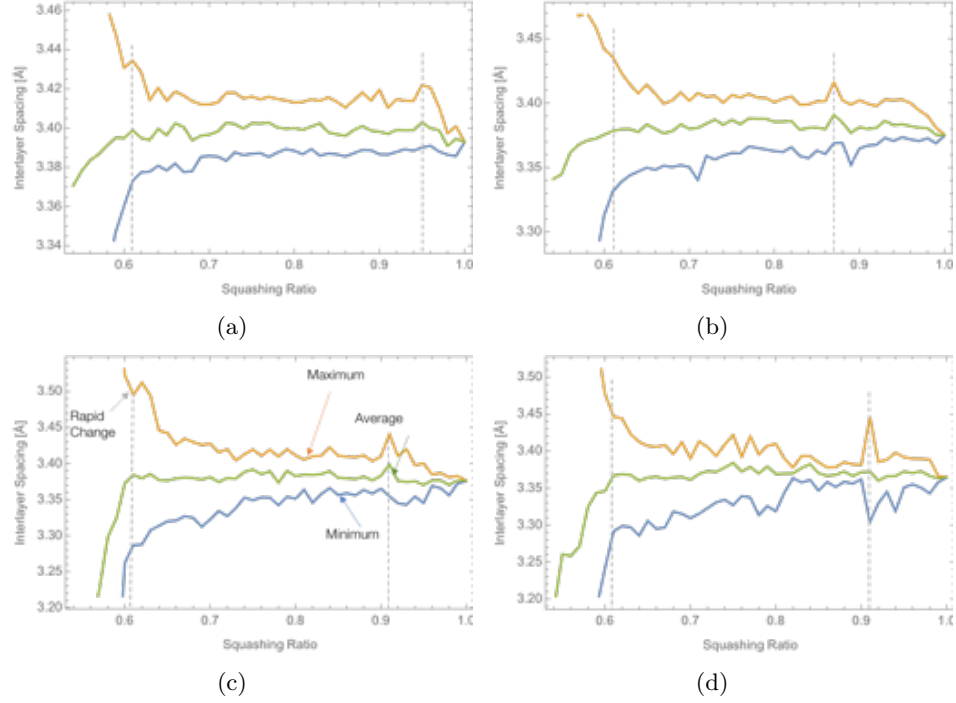 3.46
3.44
3.42
3.40
3.38
3.36
3.34
Interlayer Spacing [Å]
0.6 0.7 0.8 0.9 1.0
Squashing Ratio
(a)
3.45
3.40
3.35
3.30
Interlayer Spacing [Å]
0.6 0.7 0.8 0.9 1.0
Squashing Ratio
(b)
3.50
3.45
3.40
3.35
3.30
3.25
3.20
Interlayer Spacing [Å]
Maximum
Rapid
Change
Average
Minimum
0.6 0.7 0.8 0.9 1.0
Squashing Ratio
(c)
3.50
3.45
3.40
3.35
3.30
3.25
3.20
Interlayer Spacing [Å]
0.6 0.7 0.8 0.9 1.0
Squashing Ratio
(d)